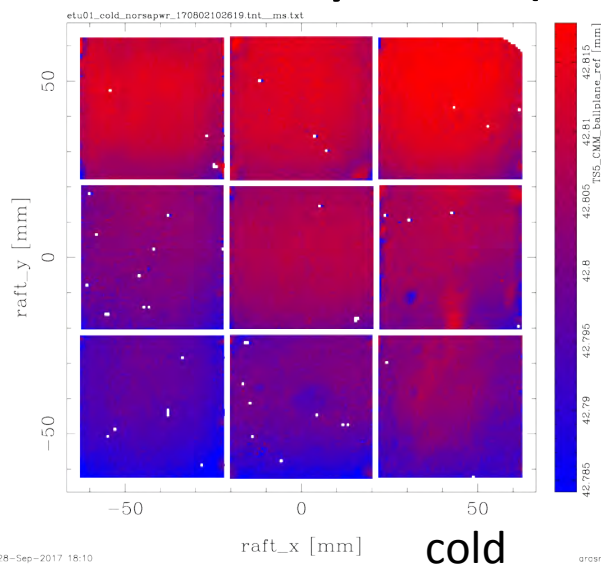 etu01_cold_norsapwr_170802102619.tnt__ms.txt
50
0
−50
raft_y [mm]
−50
0
50
raft_x [mm]
cold
42.815
42.81
42.805
42.8
42.795
42.79
42.785
TS5_CMM_ballplane_ref [mm]
28−Sep−2017 18:10